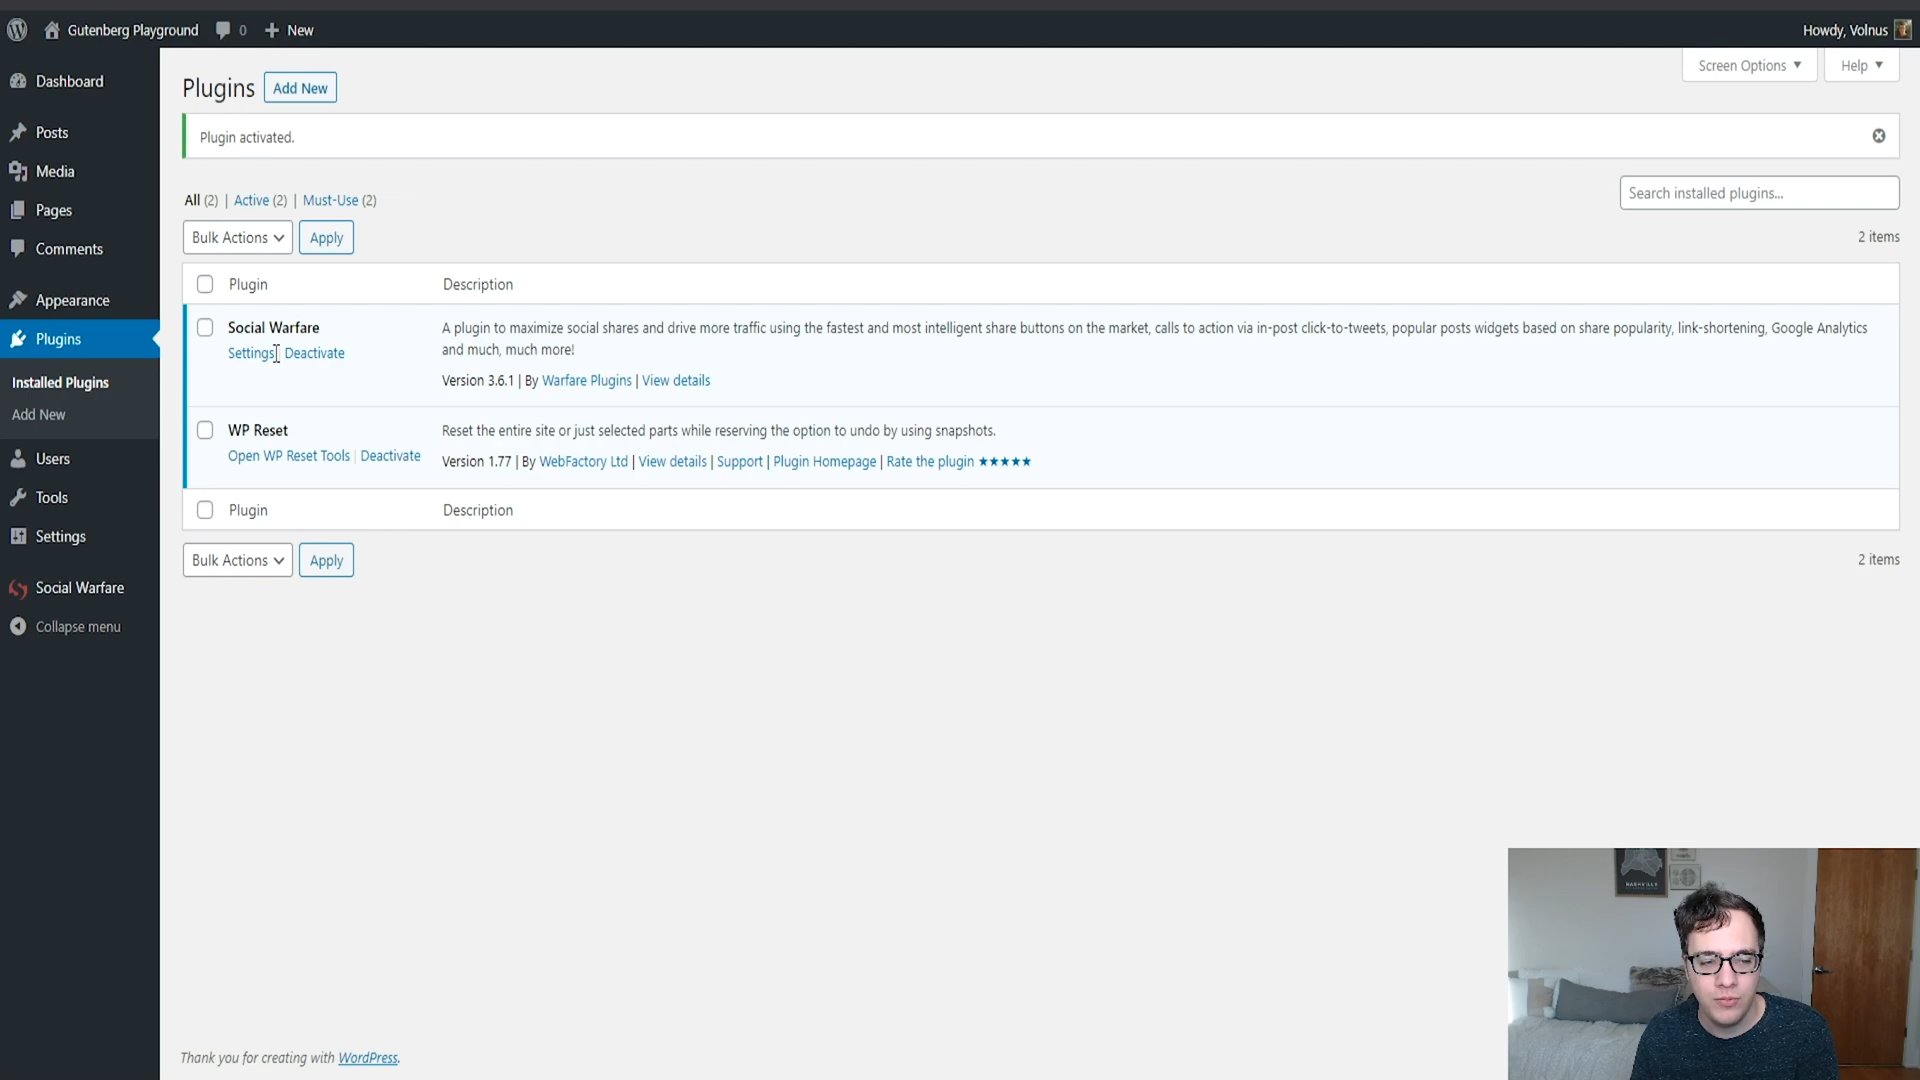 Gutenberg Playground 0 New Howdy, Volnus
Dashboard
Posts
Media
Pages
Comments
Appearance
Plugins
Installed Plugins
Add New
Users
Tools
Settings
Social Warfare
Collapse menu
Screen Options Help
Plugins Add New
Plugin activated.
All (2) | Active (2) | Must-Use (2)
Search installed plugins...
Bulk Actions Apply
2 items
Plugin Description
Social Warfare
Settings | Deactivate
A plugin to maximize social shares and drive more traffic using the fastest and most intelligent share buttons on the market, calls to action via in-post click-to-tweets, popular posts widgets based on share popularity, link-shortening, Google Analytics
and much, much more!
Version 3.6.1 | By Warfare Plugins | View details
WP Reset
Open WP Reset Tools | Deactivate
Reset the entire site or just selected parts while reserving the option to undo by using snapshots.
Version 1.77 | By WebFactory Ltd | View details | Support | Plugin Homepage | Rate the plugin ★★★★★
Plugin Description
Bulk Actions Apply
2 items
NASHVILLE
Thank you for creating with WordPress.